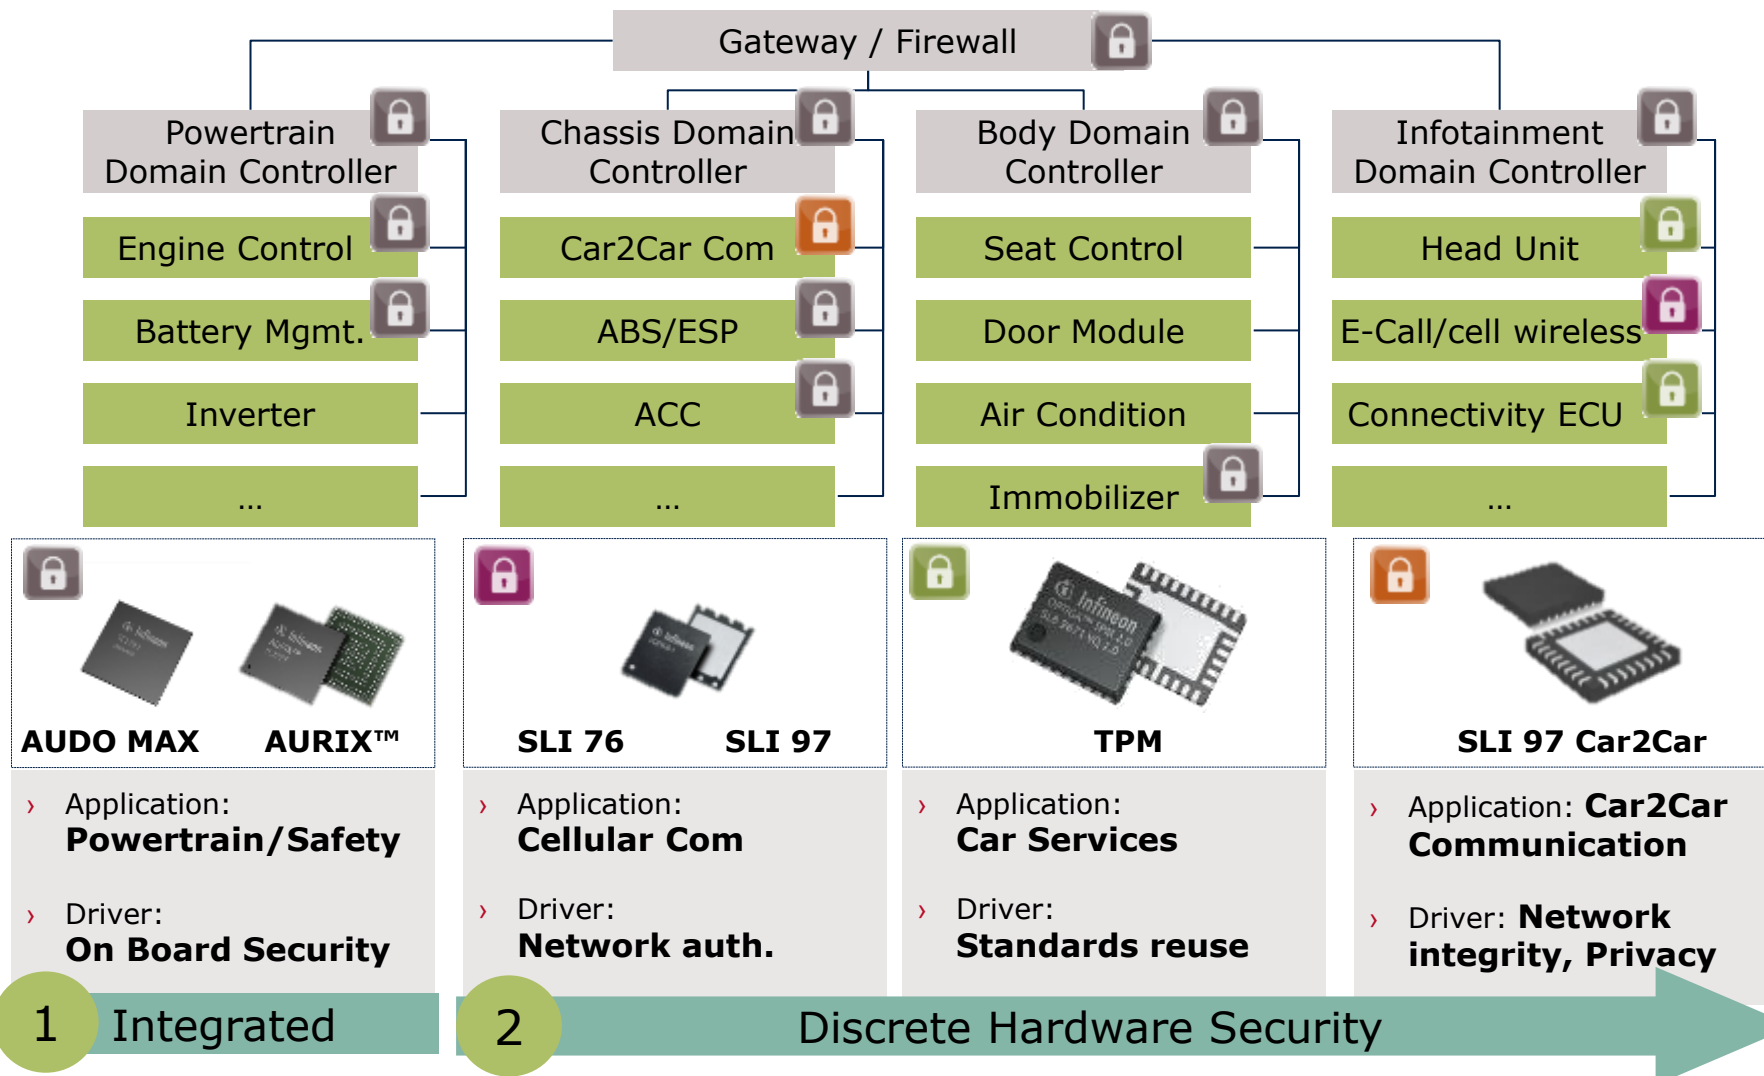 Gateway / Firewall
Powertrain
Domain Controller
Chassis Domain
Controller
Body Domain
Controller
Infotainment
Domain Controller
Engine Control
Car2Car Com
Seat Control
Head Unit
Battery Mgmt.
ABS/ESP
Door Module
E-Call/cell wireless
Inverter
ACC
Air Condition
Connectivity ECU
...
...
Immobilizer
...
Infineon
Infineon
Infineon
AUDO MAX
AURIX™
SLI 76
SLI 97
TPM
SLI 97 Car2Car
› Application:
Powertrain/Safety
› Driver:
On Board Security
› Application:
Cellular Com
› Driver:
Network auth.
› Application:
Car Services
› Driver:
Standards reuse
› Application: Car2Car
Communication
› Driver: Network
integrity, Privacy
1 Integrated
2 Discrete Hardware Security